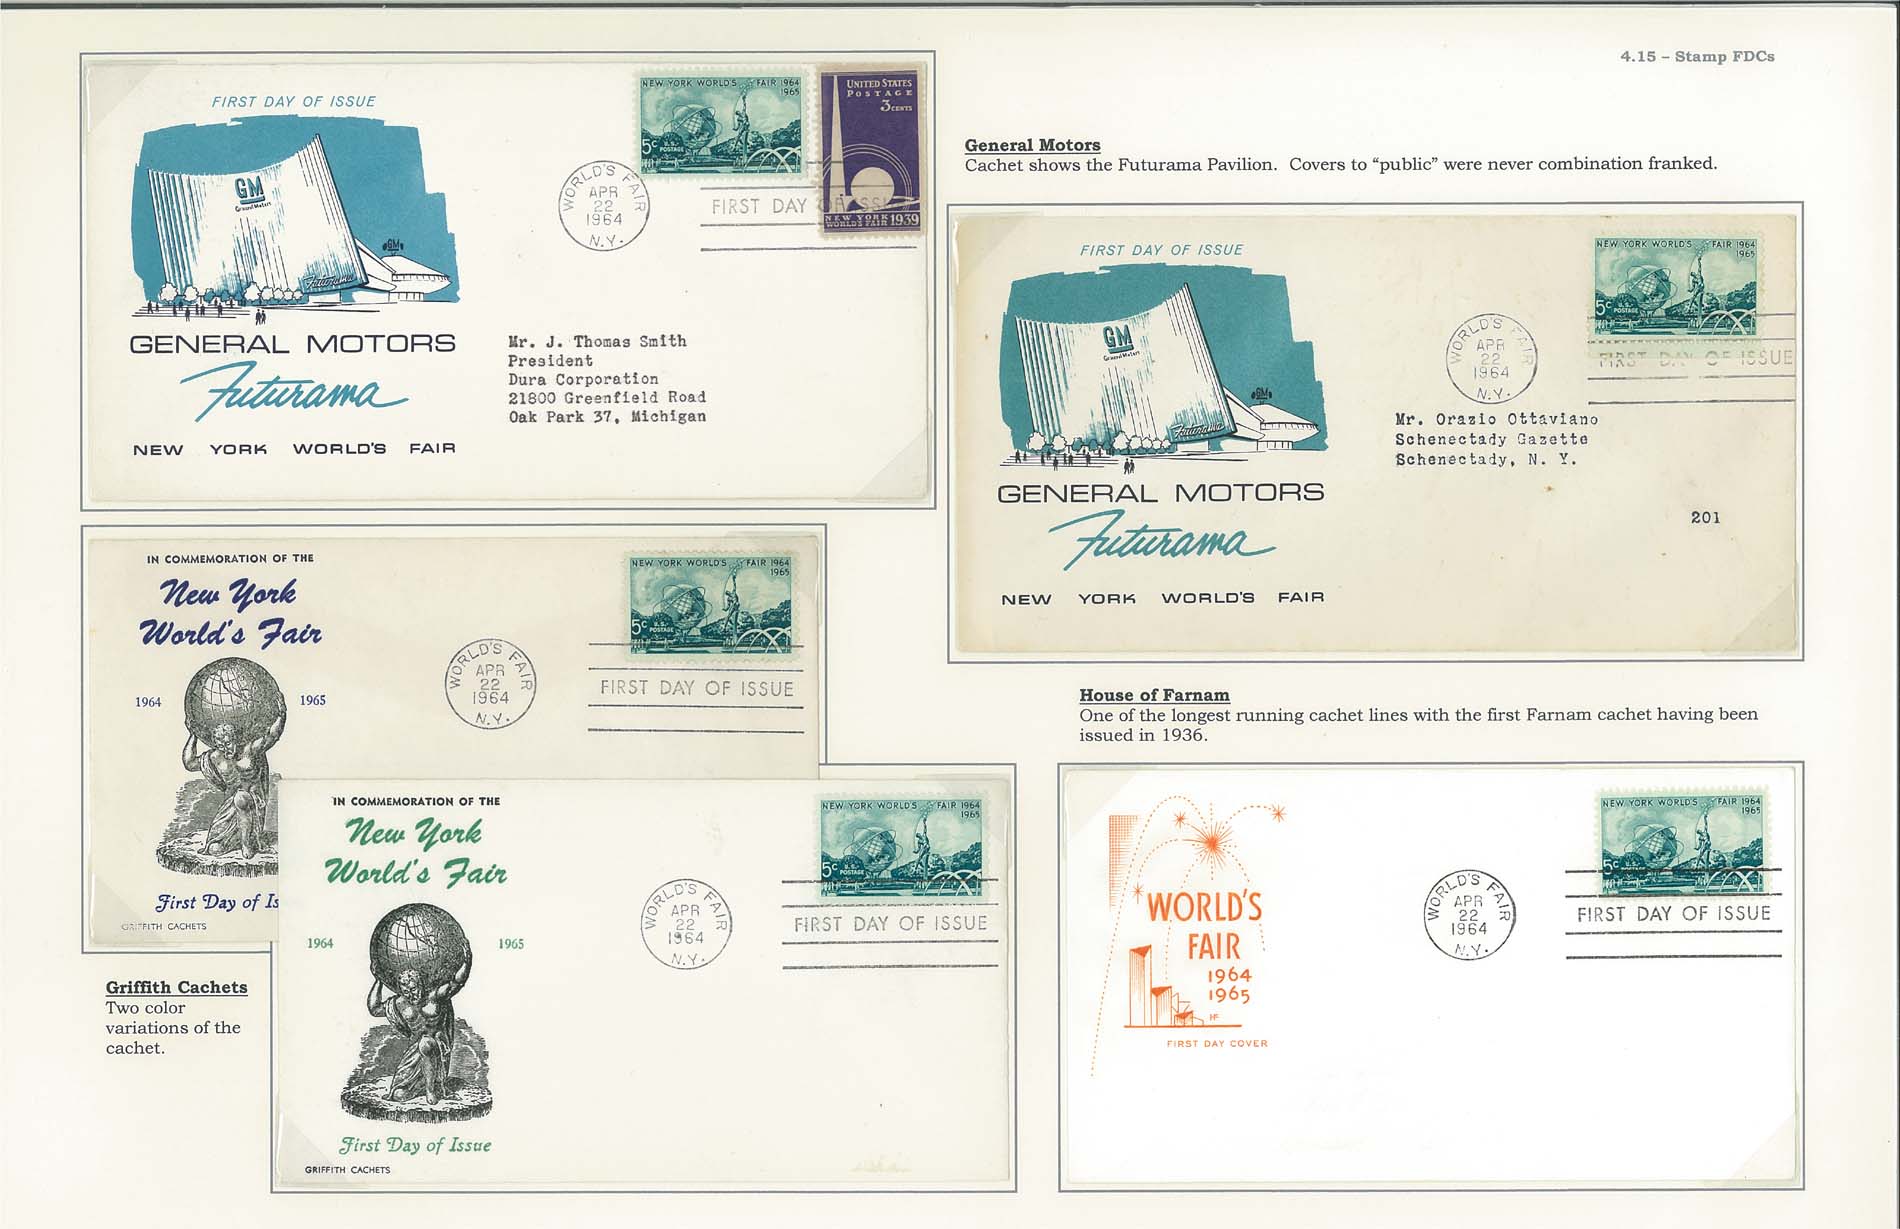 4.15 – Stamp FDCs
FIRST DAY OF ISSUE
GM
General Motors
GM
Futurama
GENERAL MOTORS
Futurama
NEW YORK WORLD'S FAIR
NEW YORK WORLD'S FAIR 1964
1965
5c U.S.
POSTAGE
UNITED STATES
POSTAGE
3 CENTS
NEW YORK
WORLD'S FAIR 1939
WORLD'S FAIR
APR
22
1964
N.Y.
FIRST DAY OF ISSUE
Mr. J. Thomas Smith
President
Dura Corporation
21800 Greenfield Road
Oak Park 37, Michigan
General Motors
Cachet shows the Futurama Pavilion. Covers to “public” were never combination franked.
FIRST DAY OF ISSUE
GM
General Motors
GM
Futurama
GENERAL MOTORS
Futurama
NEW YORK WORLD'S FAIR
NEW YORK WORLD'S FAIR 1964
1965
5c U.S.
POSTAGE
WORLD'S FAIR
APR
22
1964
N.Y.
FIRST DAY OF ISSUE
Mr. Orazio Ottaviano
Schenectady Gazette
Schenectady, N. Y.
201
IN COMMEMORATION OF THE
New York
World's Fair
1964 1965
First Day of Is
GRIFFITH CACHETS
NEW YORK WORLD'S FAIR 1964
1965
5c U.S.
POSTAGE
WORLD'S FAIR
APR
22
1964
N.Y.
FIRST DAY OF ISSUE
IN COMMEMORATION OF THE
New York
World's Fair
1964 1965
First Day of Issue
GRIFFITH CACHETS
NEW YORK WORLD'S FAIR 1964
1965
5c U.S.
POSTAGE
WORLD'S FAIR
APR
22
1964
N.Y.
FIRST DAY OF ISSUE
Griffith Cachets
Two color
variations of the
cachet.
House of Farnam
One of the longest running cachet lines with the first Farnam cachet having been
issued in 1936.
WORLD'S
FAIR
1964
1965
HF
FIRST DAY COVER
NEW YORK WORLD'S FAIR 1964
1965
5c U.S.
POSTAGE
WORLD'S FAIR
APR
22
1964
N.Y.
FIRST DAY OF ISSUE